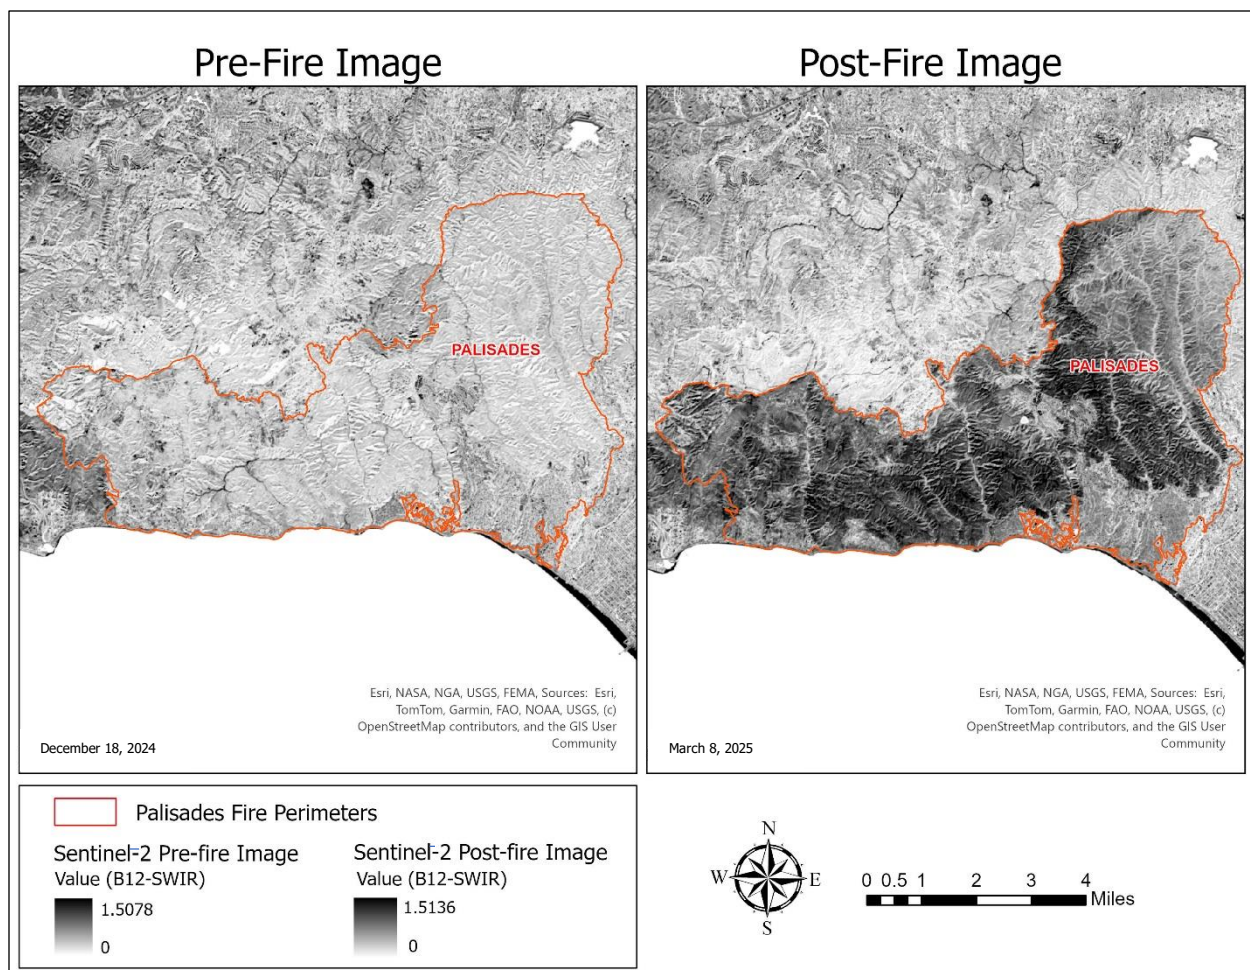 Pre-Fire Image
Post-Fire Image
PALISADES
PALISADES
Esri, NASA, NGA, USGS, FEMA, Sources: Esri,
TomTom, Garmin, FAO, NOAA, USGS, (c)
OpenStreetMap contributors, and the GIS User
Community
December 18, 2024
Esri, NASA, NGA, USGS, FEMA, Sources: Esri,
TomTom, Garmin, FAO, NOAA, USGS, (c)
OpenStreetMap contributors, and the GIS User
Community
March 8, 2025
Palisades Fire Perimeters
Sentinel-2 Pre-fire Image
Value (B12-SWIR)
1.5078
0
Sentinel-2 Post-fire Image
Value (B12-SWIR)
1.5136
0
N
W E
S
0 0.5 1 2 3 4
Miles